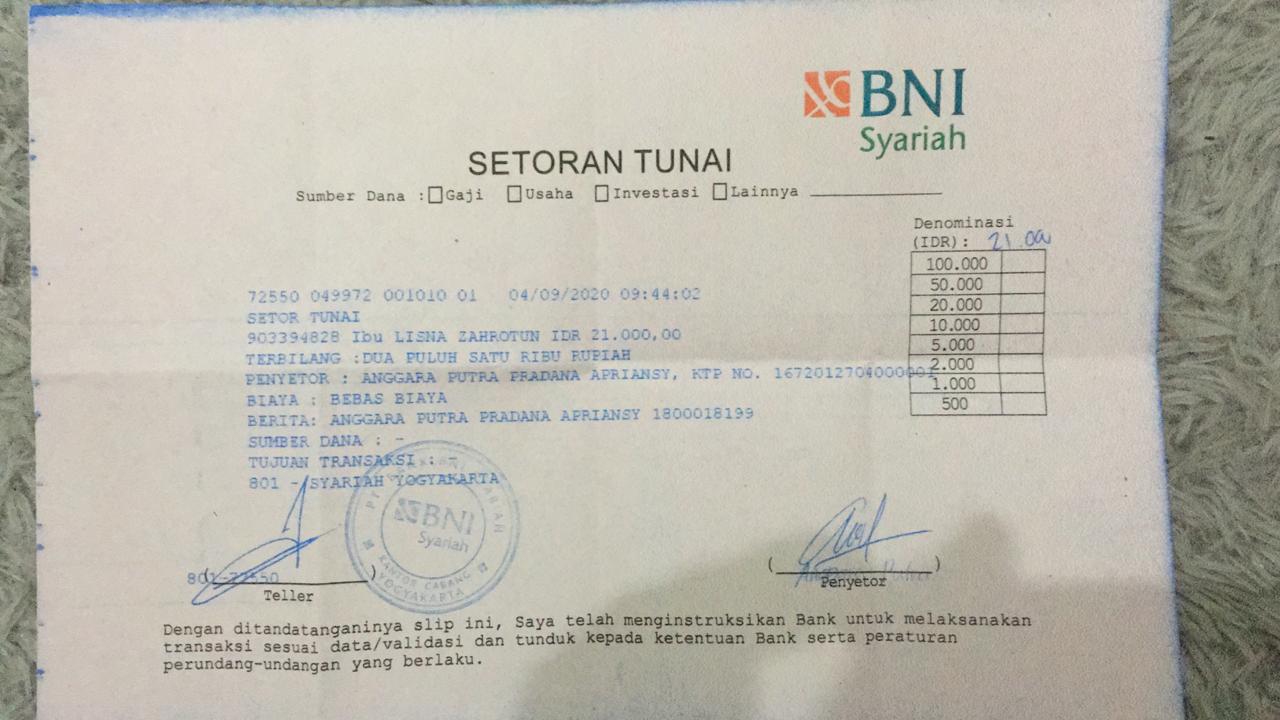 BNI
Syariah
SETORAN TUNAI
Sumber Dana : Gaji Usaha Investasi Lainnya
Denominasi
(IDR): 21.00
100.000
50.000
20.000
10.000
5.000
2.000
1.000
500
72550 049972 001010 01 04/09/2020 09:44:02
SETOR TUNAI
903394828 Ibu LISNA ZAHROTUN IDR 21.000,00
TERBILANG :DUA PULUH SATU RIBU RUPIAH
PENYETOR : ANGGARA PUTRA PRADANA APRIANSY, KTP NO. 1672012704000001
BIAYA : BEBAS BIAYA
BERITA: ANGGARA PUTRA PRADANA APRIANSY 1800018199
SUMBER DANA : -
TUJUAN TRANSAKSI : -
801 - SYARIAH YOGYAKARTA
BNI
Syariah
KANTOR CABANG
YOGYAKARTA
801-72550
( )
Teller
( )
Penyetor
Dengan ditandatanganinya slip ini, Saya telah menginstruksikan Bank untuk melaksanakan
transaksi sesuai data/validasi dan tunduk kepada ketentuan Bank serta peraturan
perundang-undangan yang berlaku.